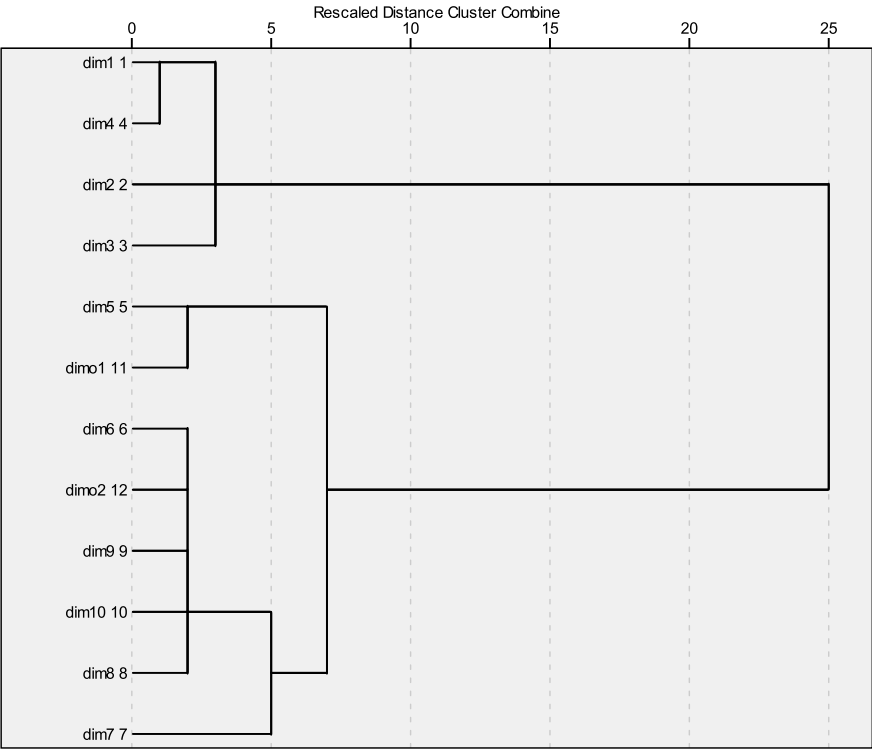 Rescaled Distance Cluster Combine
0 5 10 15 20 25
dim1 1
dim4 4
dim2 2
dim3 3
dim5 5
dimo1 11
dim6 6
dimo2 12
dim9 9
dim10 10
dim8 8
dim7 7